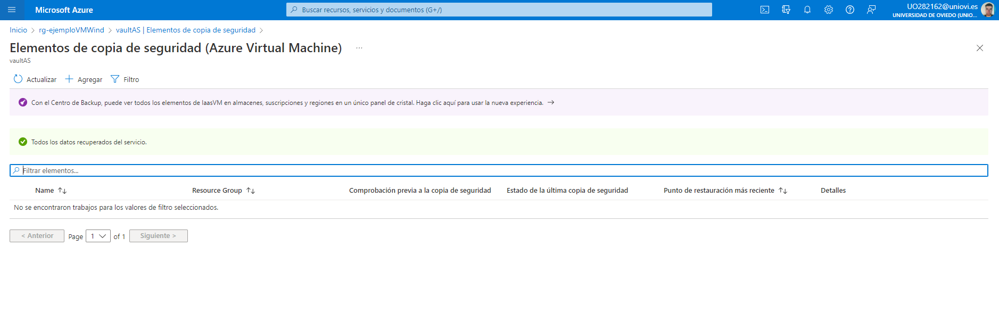 Microsoft Azure
Buscar recursos, servicios y documentos (G+/)
UO282162@uniovi.es
UNIVERSIDAD DE OVIEDO (UNIO...
Inicio > rg-ejemploVMWind > vaultAS | Elementos de copia de seguridad >
Elementos de copia de seguridad (Azure Virtual Machine) ...
vaultAS
Actualizar Agregar Filtro
Con el Centro de Backup, puede ver todos los elementos de IaasVM en almacenes, suscripciones y regiones en un único panel de cristal. Haga clic aquí para usar la nueva experiencia. →
Todos los datos recuperados del servicio.
Filtrar elementos...
Name ↑↓ Resource Group ↑↓ Comprobación previa a la copia de seguridad Estado de la última copia de seguridad Punto de restauración más reciente ↑↓ Detalles
No se encontraron trabajos para los valores de filtro seleccionados.
< Anterior Page 1 of 1 Siguiente >